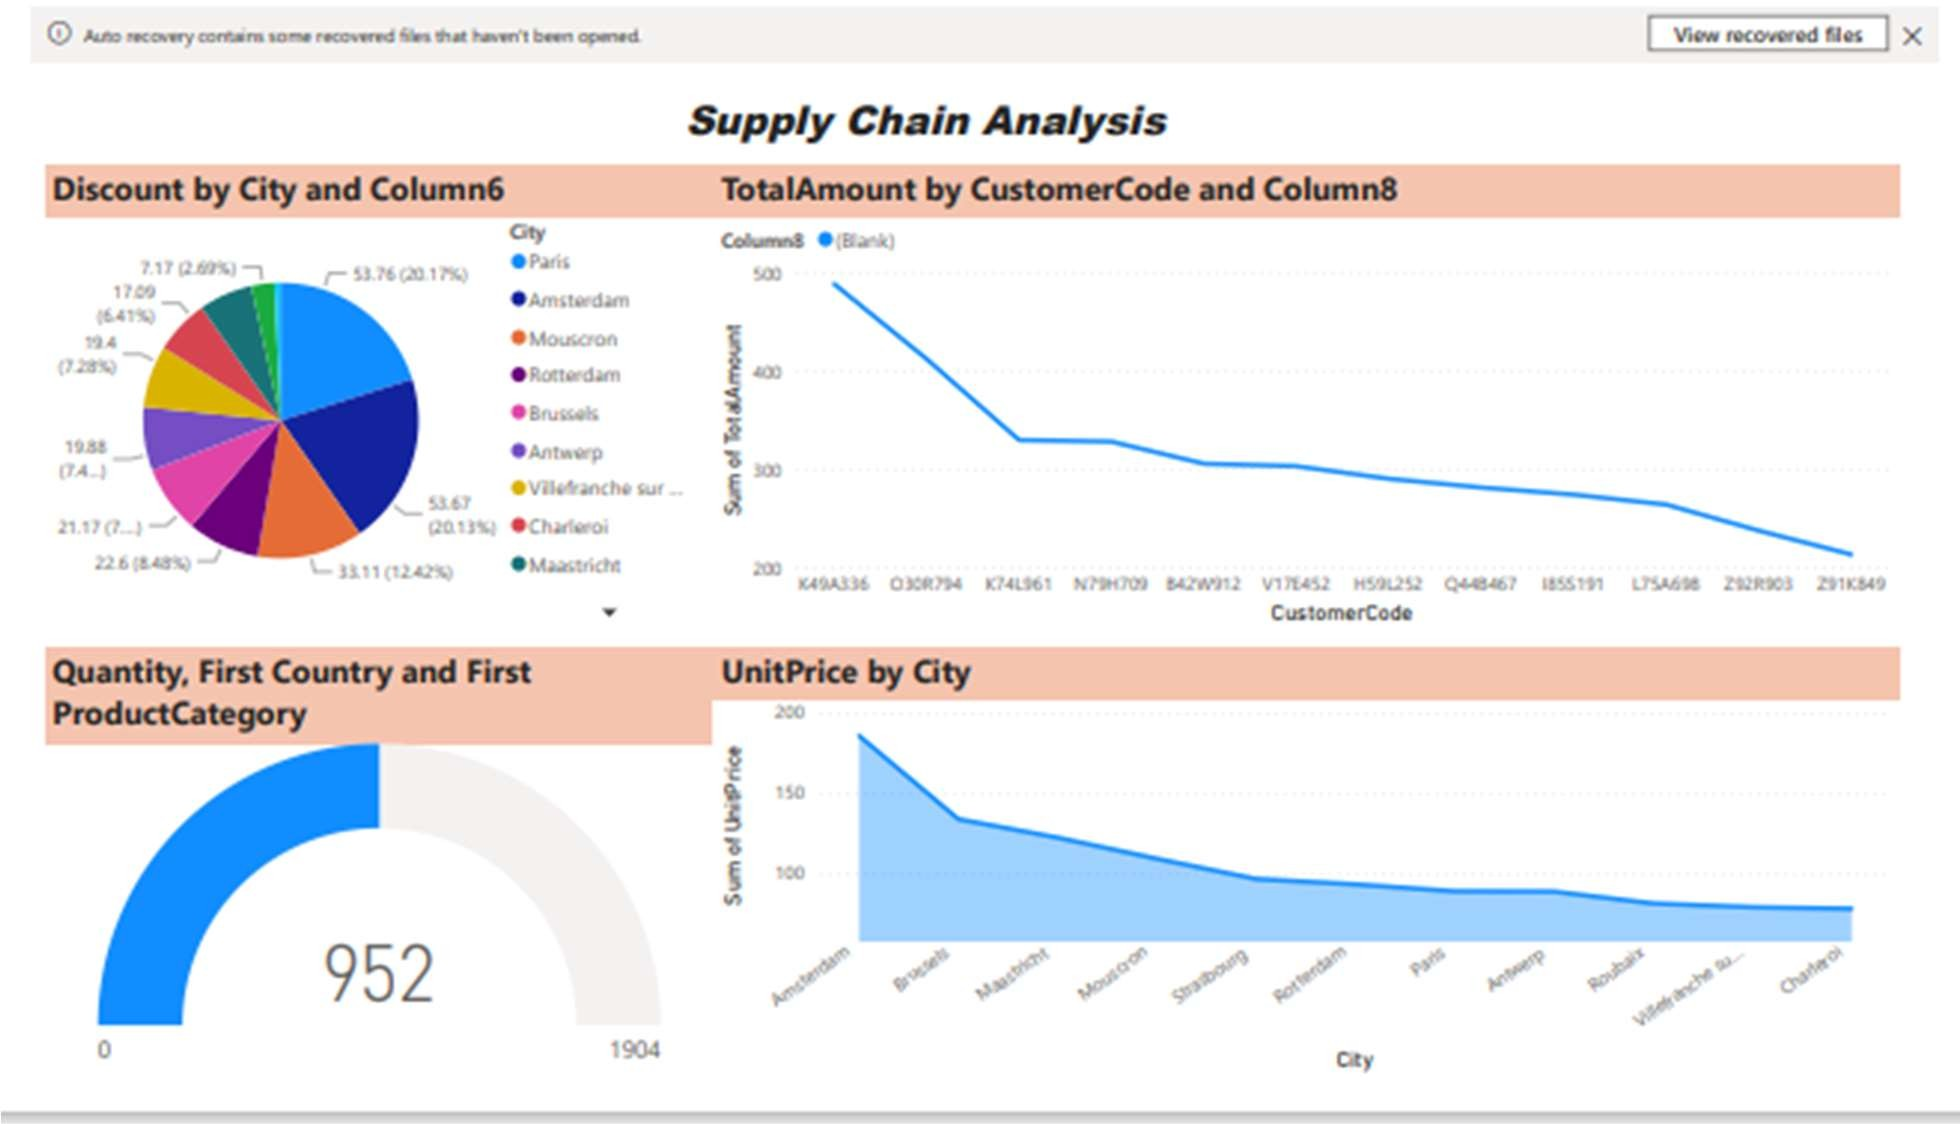 Auto recovery contains some recovered files that haven't been opened.
View recovered files
Supply Chain Analysis
Discount by City and Column6
City
Paris
Amsterdam
Mouscron
Rotterdam
Brussels
Antwerp
Villefranche sur ...
Charleroi
Maastricht
53.76 (20.17%)
53.67
(20.13%)
33.11 (12.42%)
22.6 (8.48%)
21.17 (7....)
19.88
(7.4...)
19.4
(7.28%)
17.09
(6.41%)
7.17 (2.69%)
TotalAmount by CustomerCode and Column8
Column8 (Blank)
Sum of TotalAmount
500
400
300
200
K49A336 O30R794 K74L961 N79H709 B42W912 V17E452 H59L252 Q44B467 I85S191 L75A698 Z92R903 Z91K849
CustomerCode
Quantity, First Country and First
ProductCategory
952
0 1904
UnitPrice by City
Sum of UnitPrice
200
150
100
Amsterdam Brussels Maastricht Mouscron Strasbourg Rotterdam Paris Antwerp Roubaix Villefranche su... Charleroi
City